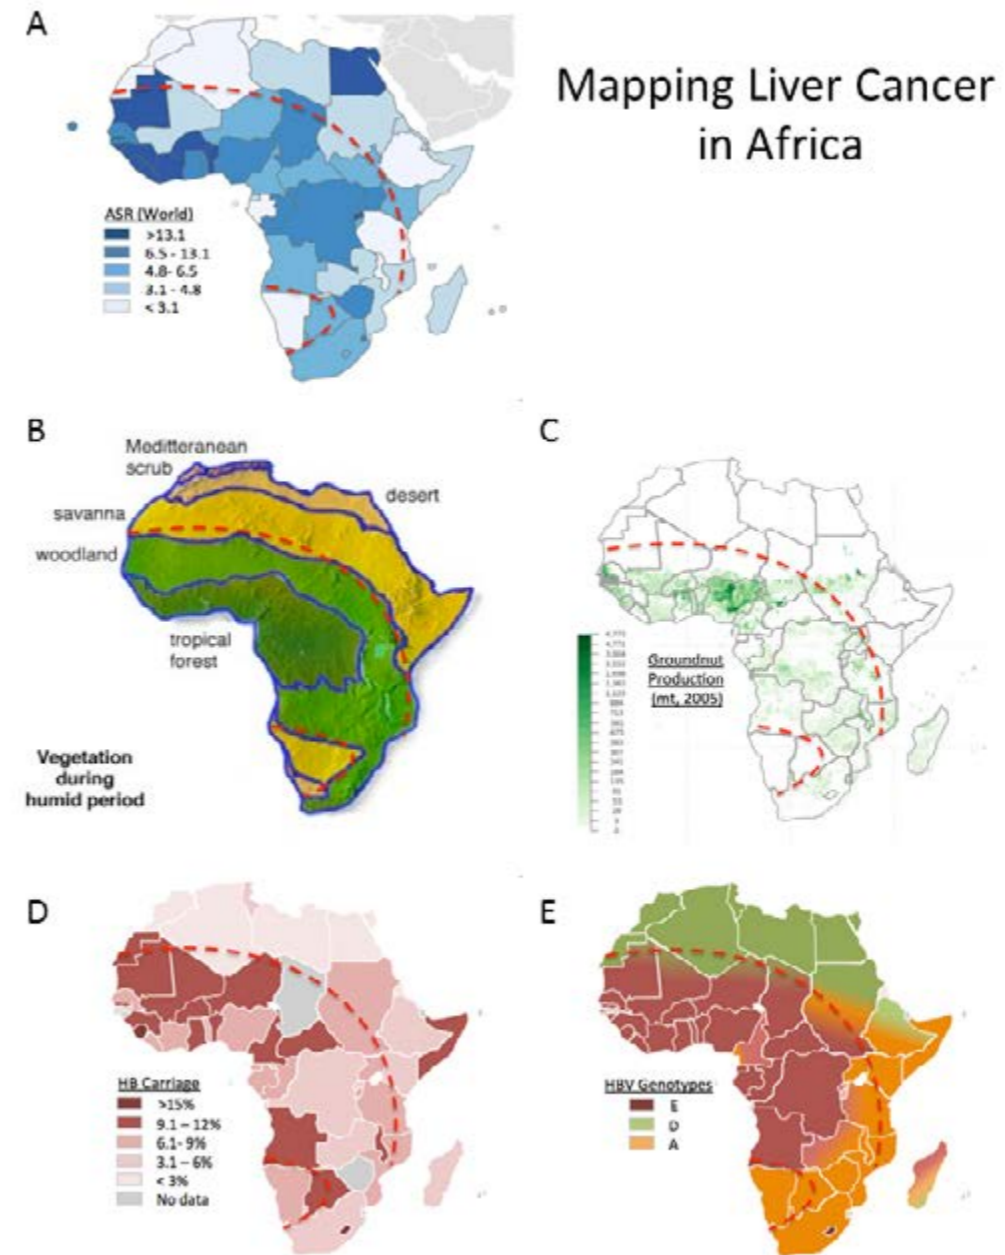 A
Mapping Liver Cancer
in Africa
ASR (World)
>13.1
6.5 - 13.1
4.8- 6.5
3.1 - 4.8
< 3.1
B
Meditteranean
scrub
desert
savanna
woodland
tropical
forest
Vegetation
during
humid period
C
Groundnut
Production
(mt, 2005)
D
HB Carriage
>15%
9.1 – 12%
6.1- 9%
3.1 – 6%
< 3%
No data
E
HBV Genotypes
E
D
A